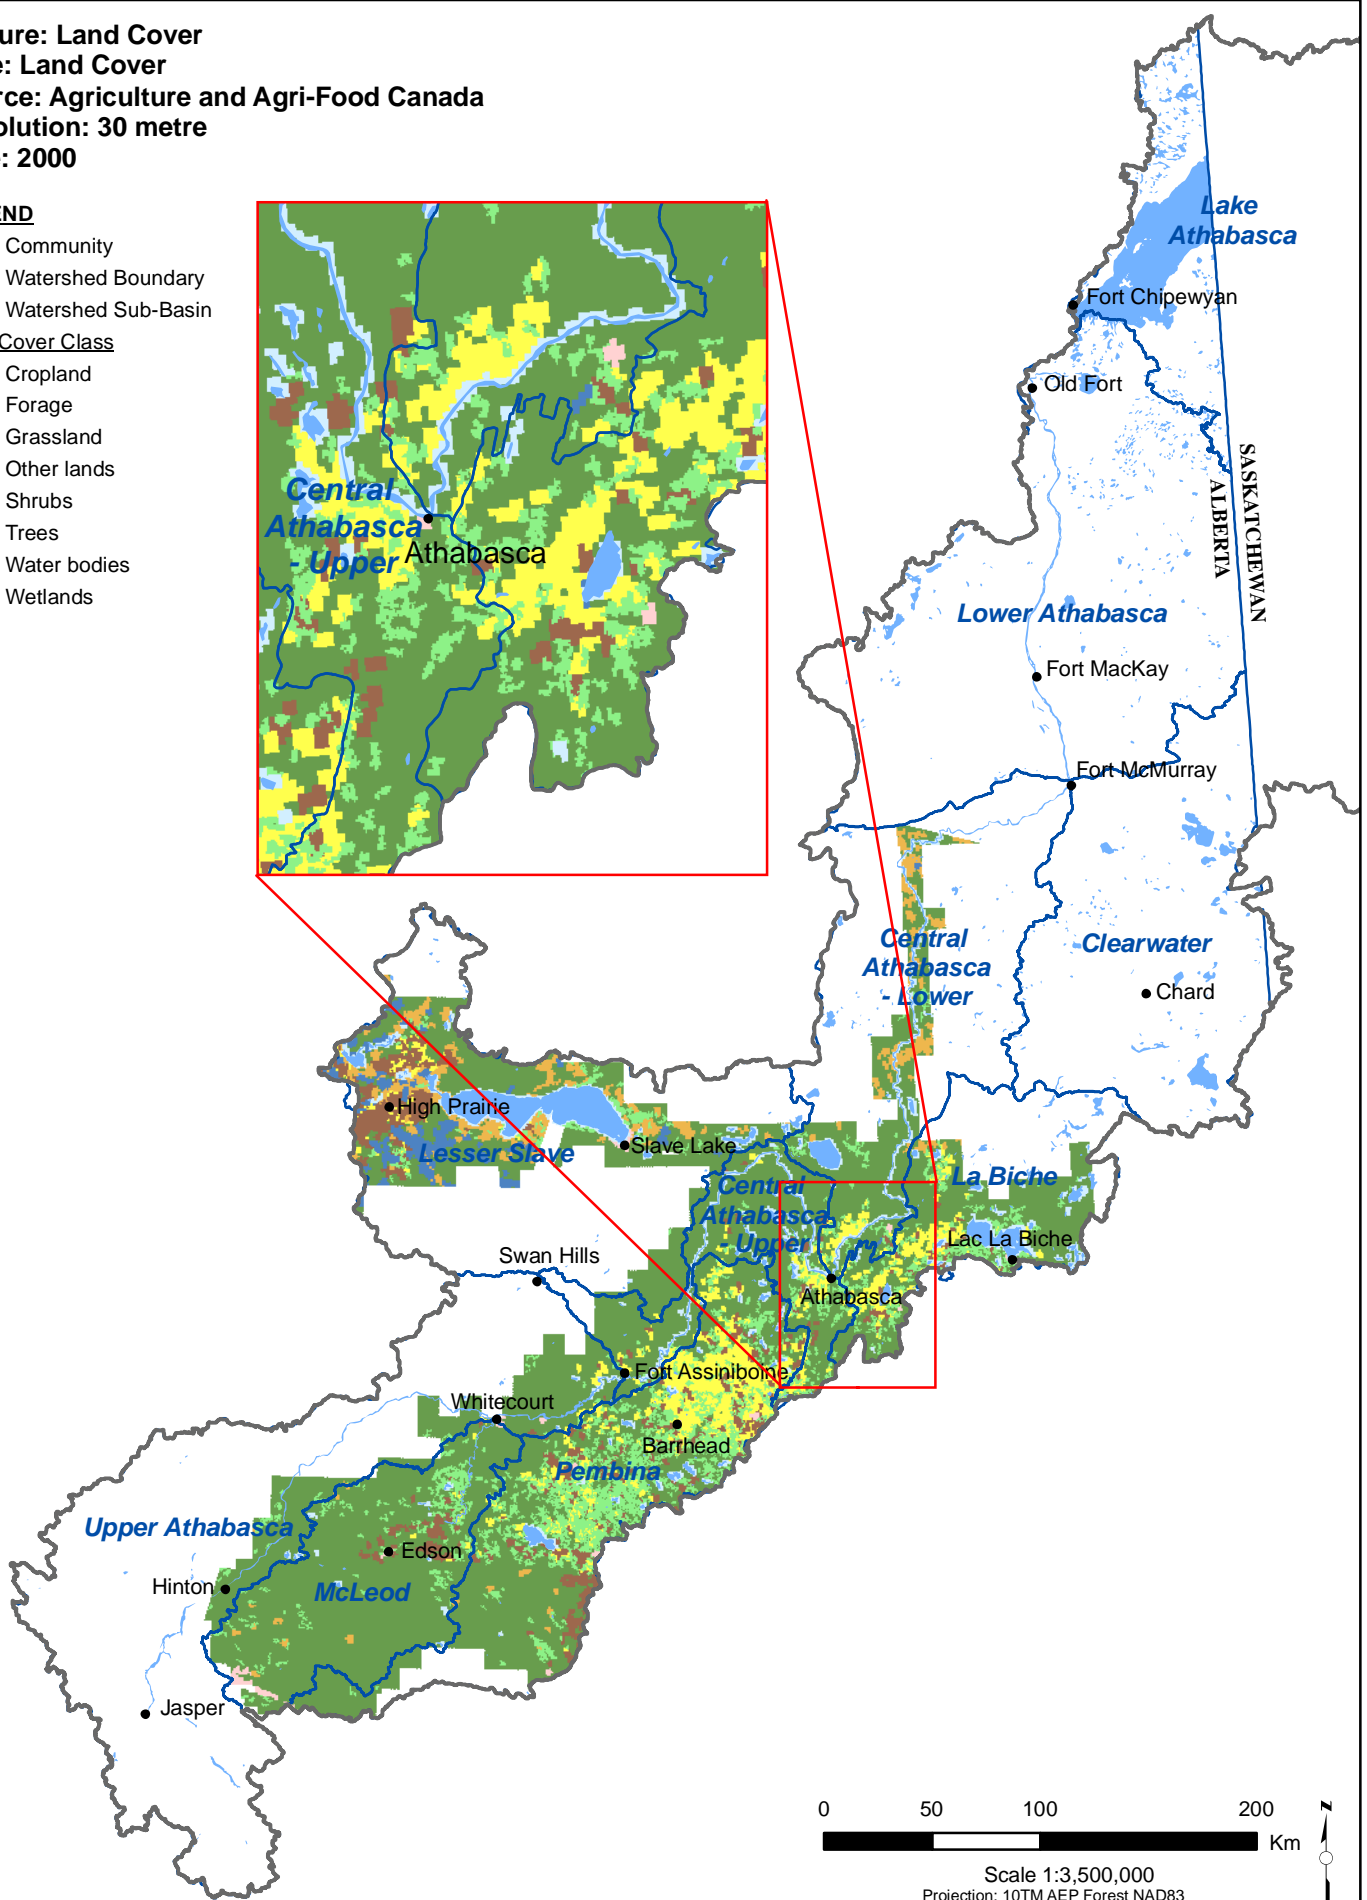 ure: Land Cover
e: Land Cover
rce: Agriculture and Agri-Food Canada
olution: 30 metre
: 2000
END
Community
Watershed Boundary
Watershed Sub-Basin
Cover Class
Cropland
Forage
Grassland
Other lands
Shrubs
Trees
Water bodies
Wetlands
Central
Athabasca
- Upper
Athabasca
Lake
Athabasca
Fort Chipewyan
Old Fort
SASKATCHEWAN
ALBERTA
Lower Athabasca
Fort MacKay
Fort McMurray
Central
Athabasca
- Lower
Clearwater
Chard
High Prairie
Lesser Slave
Slave Lake
Central
Athabasca
- Upper
La Biche
Lac La Biche
Athabasca
Swan Hills
Fort Assiniboine
Whitecourt
Barrhead
Pembina
Upper Athabasca
Edson
Hinton
McLeod
Jasper
0 50 100 200
Km
Scale 1:3,500,000
Projection: 10TM AEP Forest NAD83
N